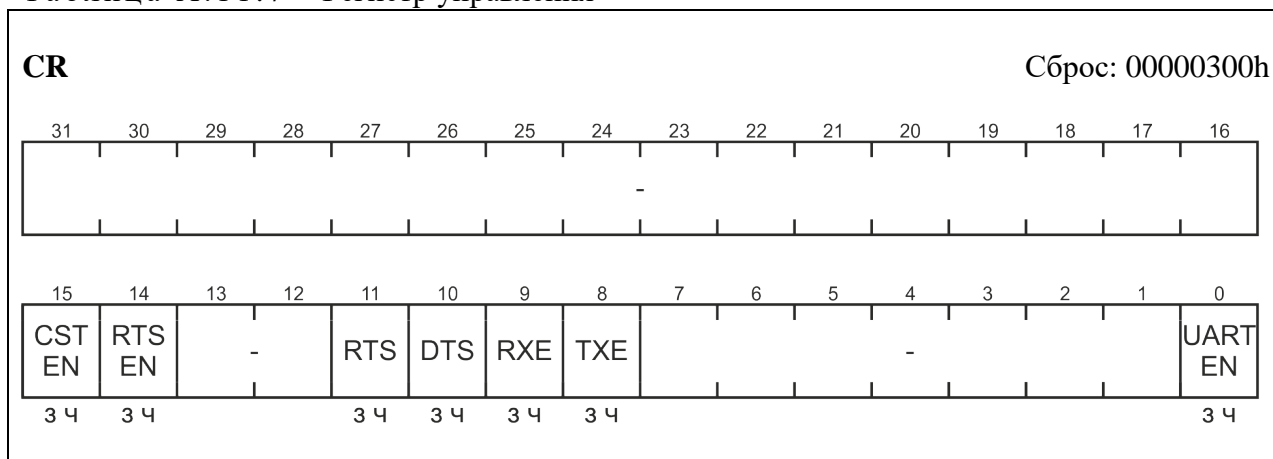 CR Сброс: 00000300h
31 30 29 28 27 26 25 24 23 22 21 20 19 18 17 16
-
15 14 13 12 11 10 9 8 7 6 5 4 3 2 1 0
CST RTS UART
EN EN - RTS DTS RXE TXE - EN
З Ч З Ч З Ч З Ч З Ч З Ч З Ч